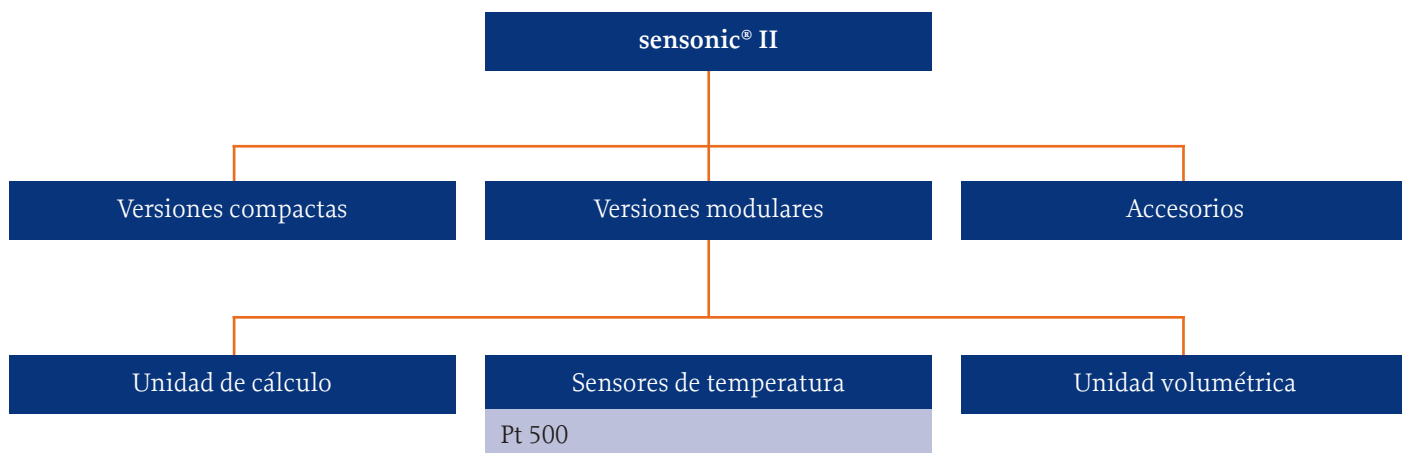 sensonic® II
Versiones compactas
Versiones modulares
Accesorios
Unidad de cálculo
Sensores de temperatura
Unidad volumétrica
Pt 500